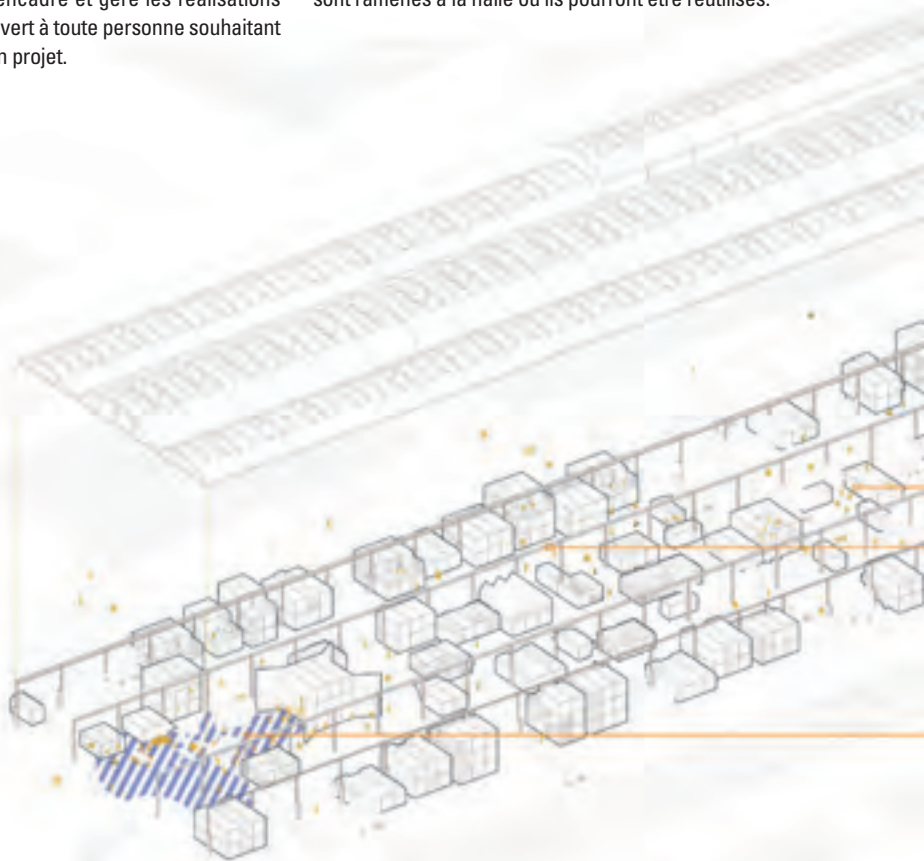 encadre et gère les réalisations
vert à toute personne souhaitant
n projet.
sont ramenés à la halle où ils pourront être réutilisés.